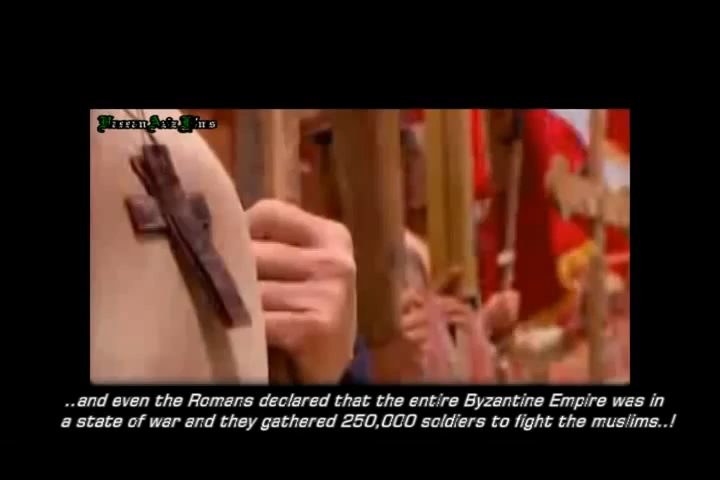 ..and even the Romans declared that the entire Byzantine Empire was in
a state of war and they gathered 250,000 soldiers to fight the muslims..!